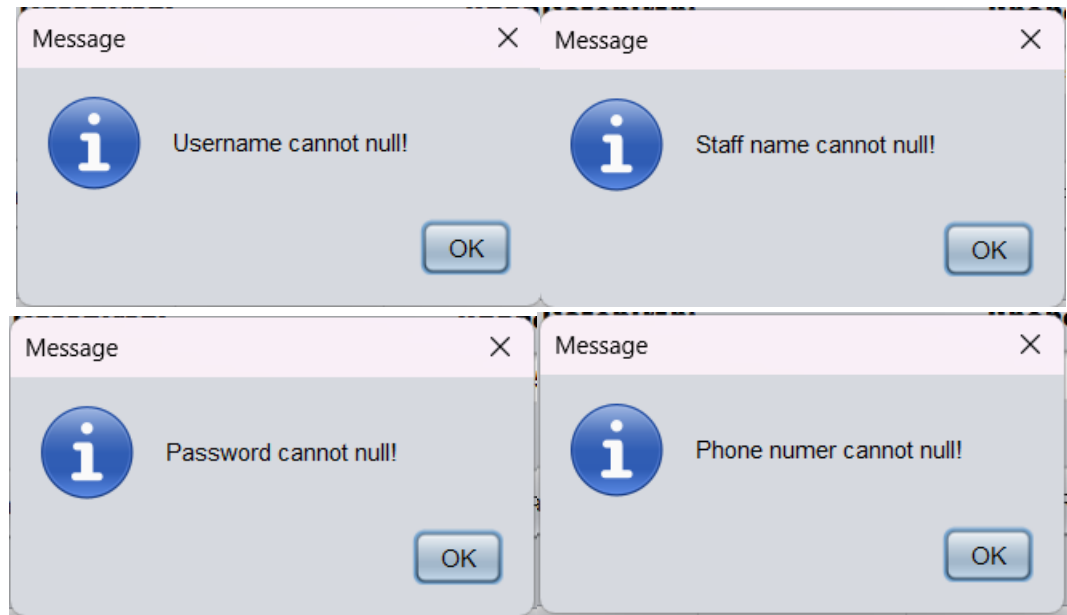 Message
Username cannot null!
OK
Message
Staff name cannot null!
OK
Message
Password cannot null!
OK
Message
Phone numer cannot null!
OK